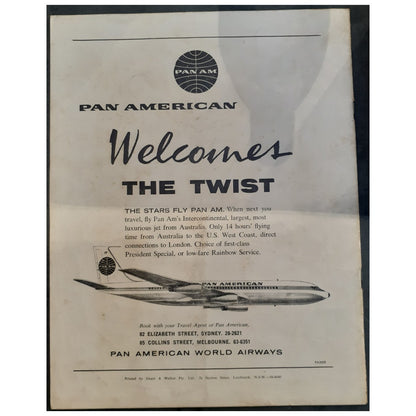 PAN AM
PAN AMERICAN
Welcomes
THE TWIST
THE STARS FLY PAN AM. When next you
travel, fly Pan Am's Intercontinental, largest, most
luxurious jet from Australia. Only 14 hours' flying
time from Australia to the U.S. West Coast, direct
connections to London. Choice of first-class
President Special, or low-fare Rainbow Service.
PAN AMERICAN
Book with your Travel Agent of Pan American,
82 ELIZABETH STREET, SYDNEY. 28-2621
85 COLLINS STREET, MELBOURNE. 63-6351
PAN AMERICAN WORLD AIRWAYS
Printed by